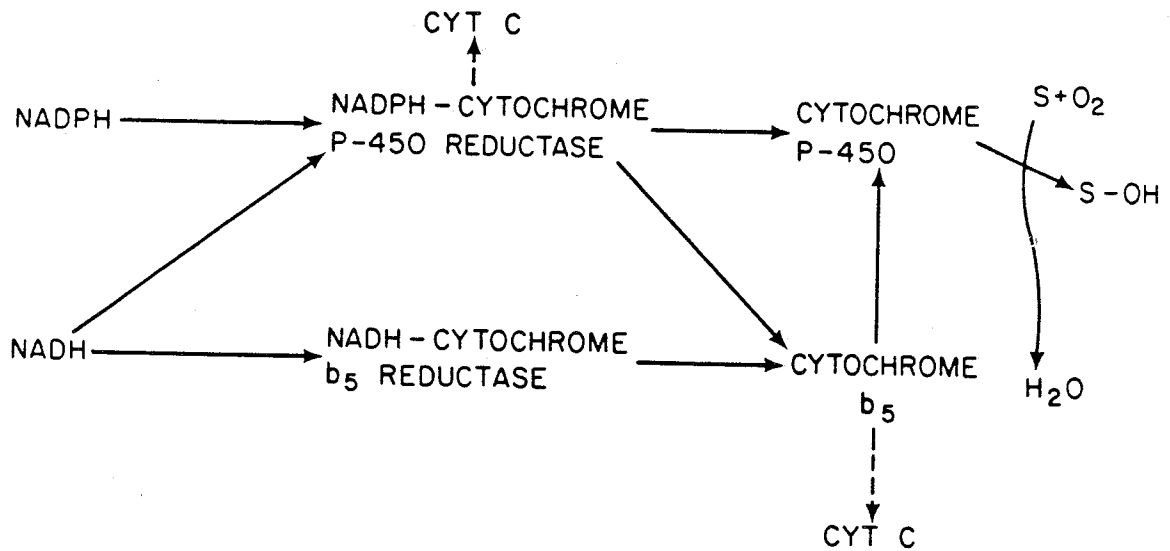 CYT C
NADPH
NADPH-CYTOCHROME
P-450 REDUCTASE
CYTOCHROME
P-450
S+O2
S-OH
NADH
NADH-CYTOCHROME
b5 REDUCTASE
CYTOCHROME
b5
H2O
CYT C